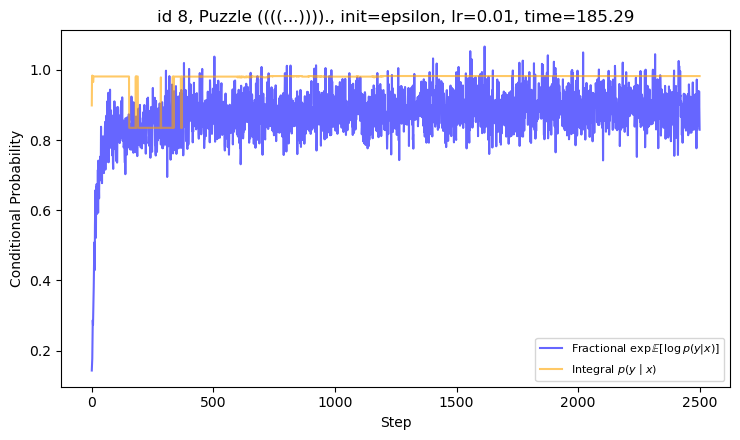 id 8, Puzzle ((((...))))., init=epsilon, lr=0.01, time=185.29
Conditional Probability
1.0
0.8
0.6
0.4
0.2
Fractional exp𝔼[log p(y|x)]
Integral p(y | x)
0
500
1000
1500
2000
2500
Step